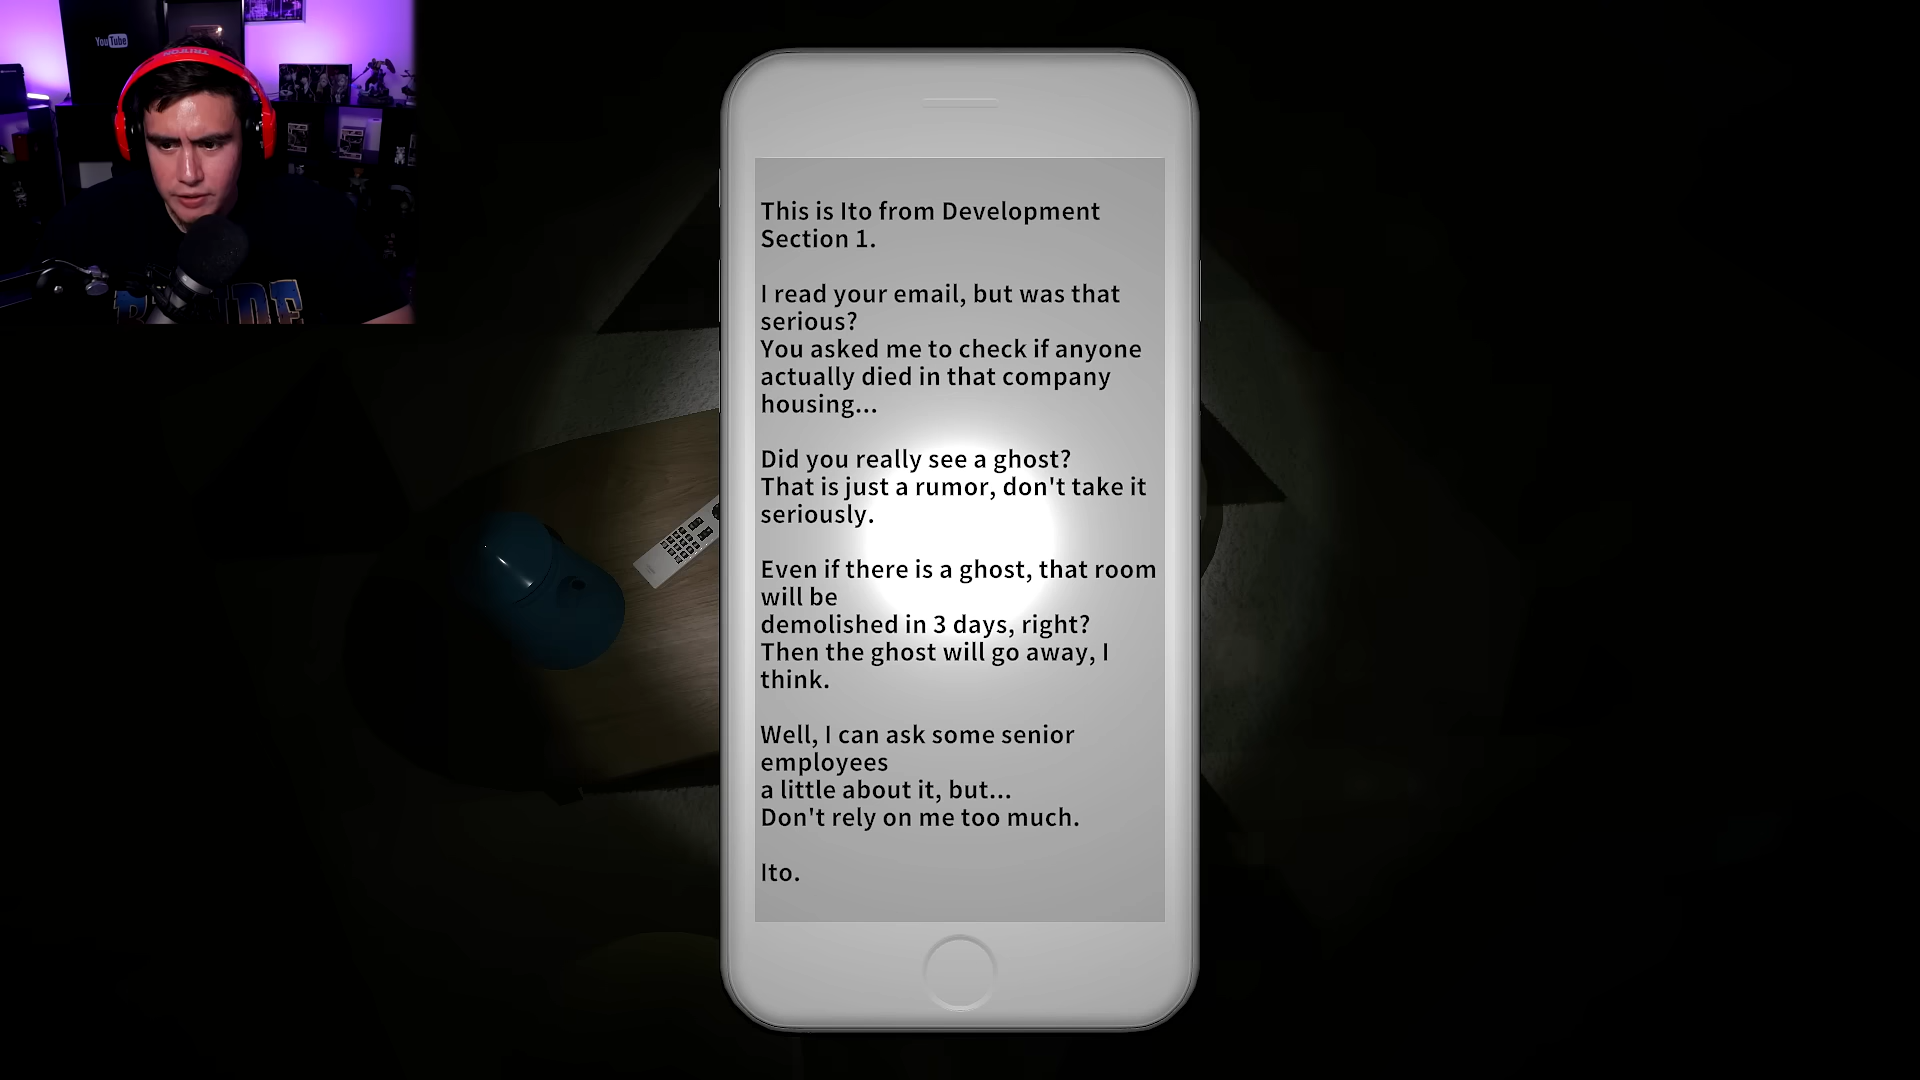 YouTube
This is Ito from Development
Section 1.
I read your email, but was that
serious?
You asked me to check if anyone
actually died in that company
housing...
Did you really see a ghost?
That is just a rumor, don't take it
seriously.
Even if there is a ghost, that room
will be
demolished in 3 days, right?
Then the ghost will go away, I
think.
Well, I can ask some senior
employees
a little about it, but...
Don't rely on me too much.
Ito.